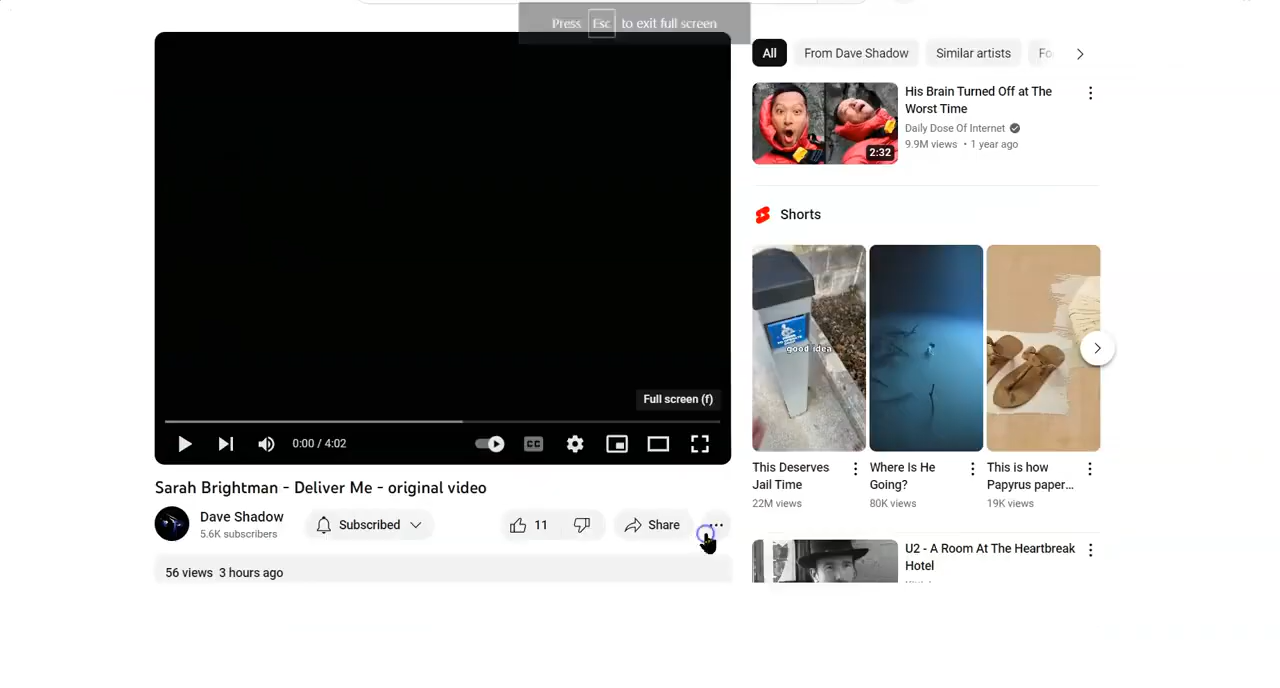 Press Esc to exit full screen
All
From Dave Shadow
Similar artists
His Brain Turned Off at The
Worst Time
Daily Dose Of Internet
9.9M views • 1 year ago
2:32
Shorts
good idea
Full screen (f)
0:00 / 4:02
CC
This Deserves
Jail Time
22M views
Where Is He
Going?
80K views
This is how
Papyrus paper...
19K views
Sarah Brightman - Deliver Me - original video
Dave Shadow
5.6K subscribers
Subscribed
11
Share
56 views 3 hours ago
U2 - A Room At The Heartbreak
Hotel